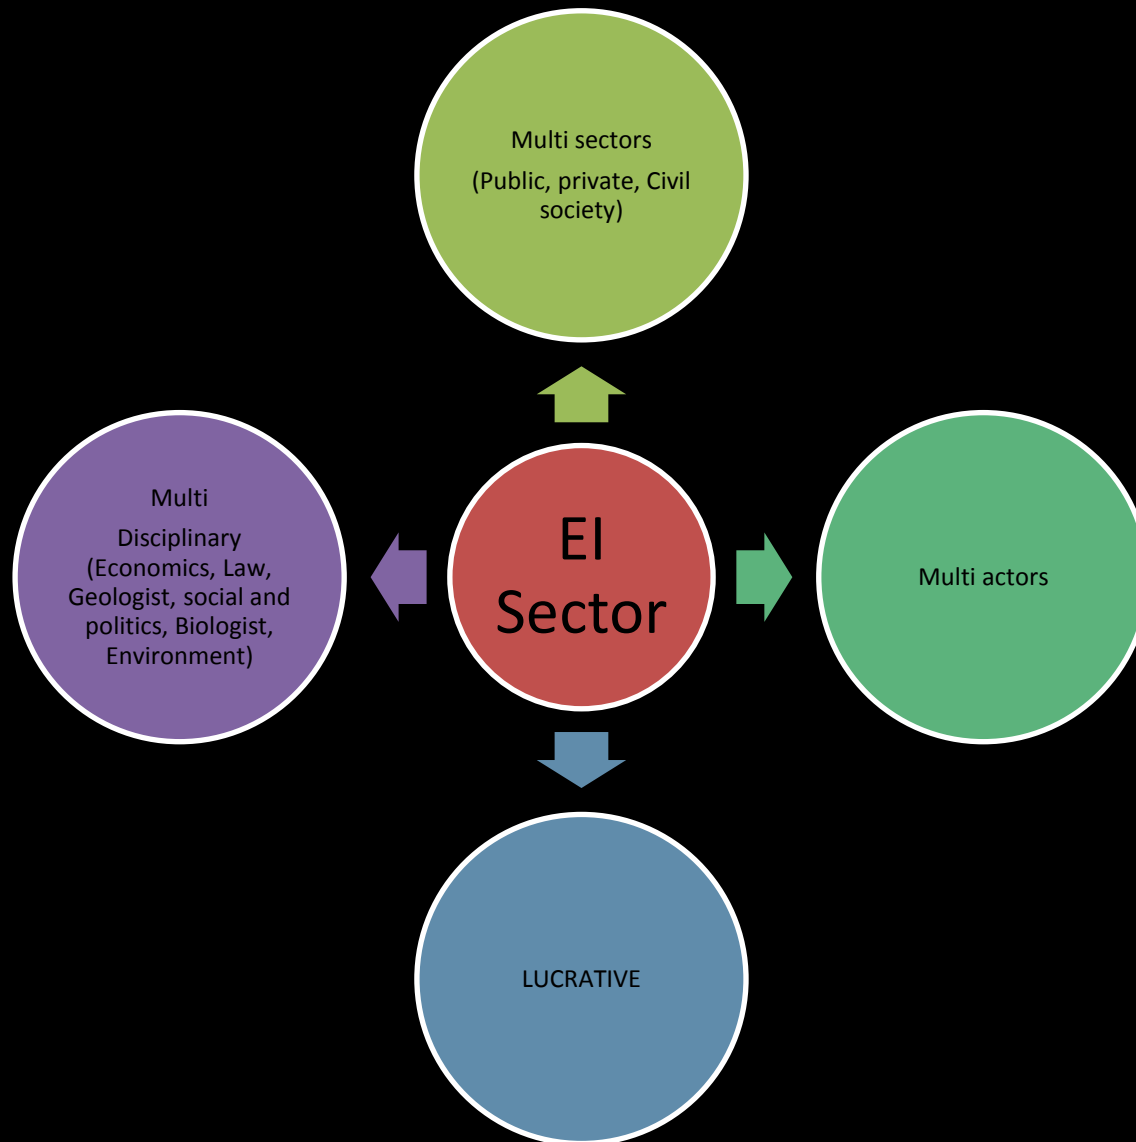 Multi sectors
(Public, private, Civil
society)
Multi
Disciplinary
(Economics, Law,
Geologist, social and
politics, Biologist,
Environment)
EI
Sector
Multi actors
LUCRATIVE